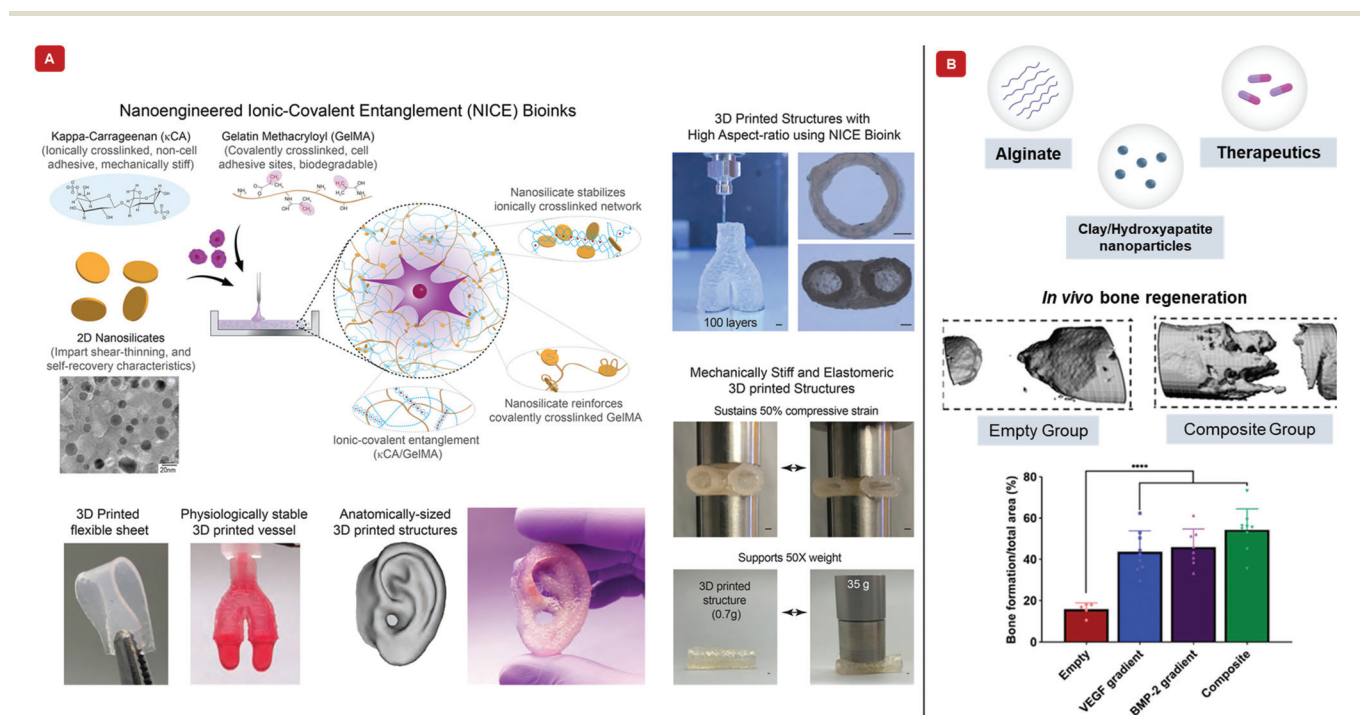 A
Nanoengineered Ionic-Covalent Entanglement (NICE) Bioinks
Kappa-Carrageenan (κCA)
(Ionically crosslinked, non-cell
adhesive, mechanically stiff)
Gelatin Methacryloyl (GelMA)
(Covalently crosslinked, cell
adhesive sites, biodegradable)
Nanosilicate stabilizes
ionically crosslinked network
2D Nanosilicates
(Impart shear-thinning, and
self-recovery characteristics)
20nm
Nanosilicate reinforces
covalently crosslinked GelMA
Ionic-covalent entanglement
(κCA/GelMA)
3D Printed
flexible sheet
Physiologically stable
3D printed vessel
Anatomically-sized
3D printed structures
3D Printed Structures with
High Aspect-ratio using NICE Bioink
100 layers
Mechanically Stiff and Elastomeric
3D printed Structures
Sustains 50% compressive strain
Supports 50X weight
3D printed
structure
(0.7g)
35 g
B
Alginate
Therapeutics
Clay/Hydroxyapatite
nanoparticles
In vivo bone regeneration
Empty Group
Composite Group
Bone formation/total area (%)
80
60
40
20
0
****
Empty
VEGF gradient
BMP-2 gradient
Composite